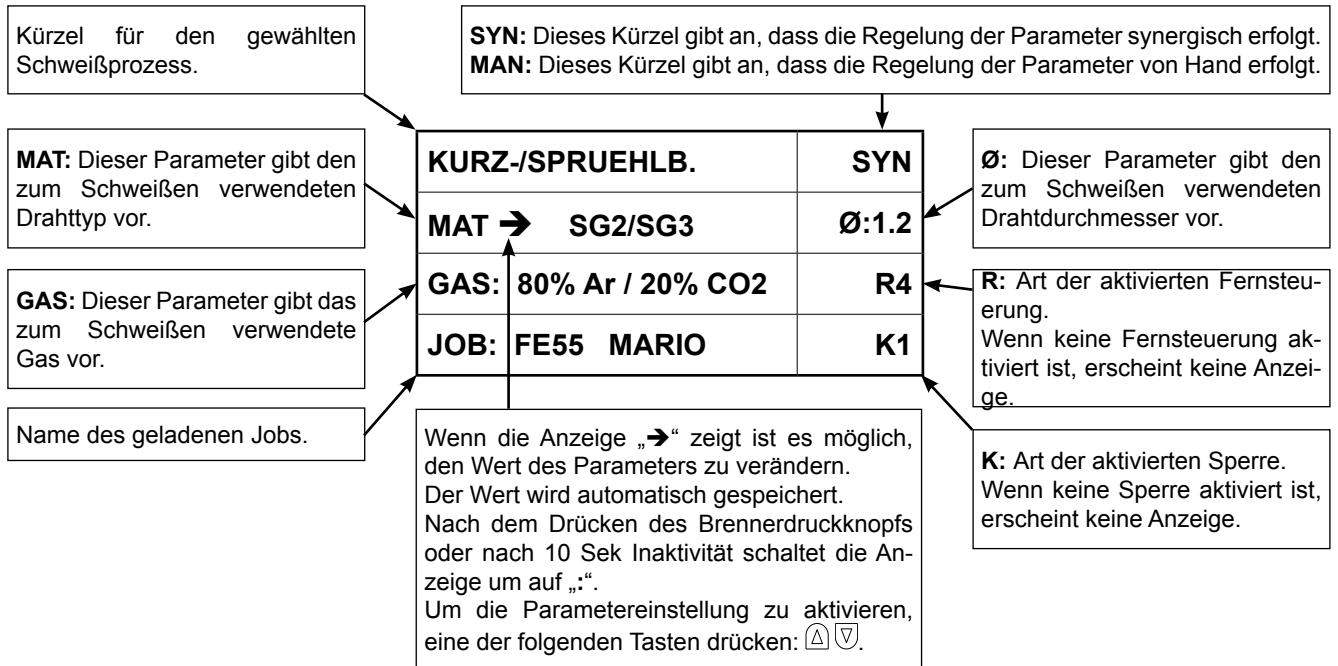 Kürzel für den gewählten
Schweißprozess.
SYN: Dieses Kürzel gibt an, dass die Regelung der Parameter synergisch erfolgt.
MAN: Dieses Kürzel gibt an, dass die Regelung der Parameter von Hand erfolgt.
MAT: Dieser Parameter gibt den
zum Schweißen verwendeten
Drahttyp vor.
GAS: Dieser Parameter gibt das
zum Schweißen verwendete
Gas vor.
Name des geladenen Jobs.
KURZ-/SPRUEHLB. SYN
MAT ➔ SG2/SG3 Ø:1.2
GAS: 80% Ar / 20% CO2 R4
JOB: FE55 MARIO K1
Ø: Dieser Parameter gibt den
zum Schweißen verwendeten
Drahtdurchmesser vor.
R: Art der aktivierten Fernsteu-
erung.
Wenn keine Fernsteuerung ak-
tiviert ist, erscheint keine Anzei-
ge.
K: Art der aktivierten Sperre.
Wenn keine Sperre aktiviert ist,
erscheint keine Anzeige.
Wenn die Anzeige „➔“ zeigt ist es möglich,
den Wert des Parameters zu verändern.
Der Wert wird automatisch gespeichert.
Nach dem Drücken des Brennerdruckknopfs
oder nach 10 Sek Inaktivität schaltet die An-
zeige um auf „:“.
Um die Parametereinstellung zu aktivieren,
eine der folgenden Tasten drücken: △ ▽.